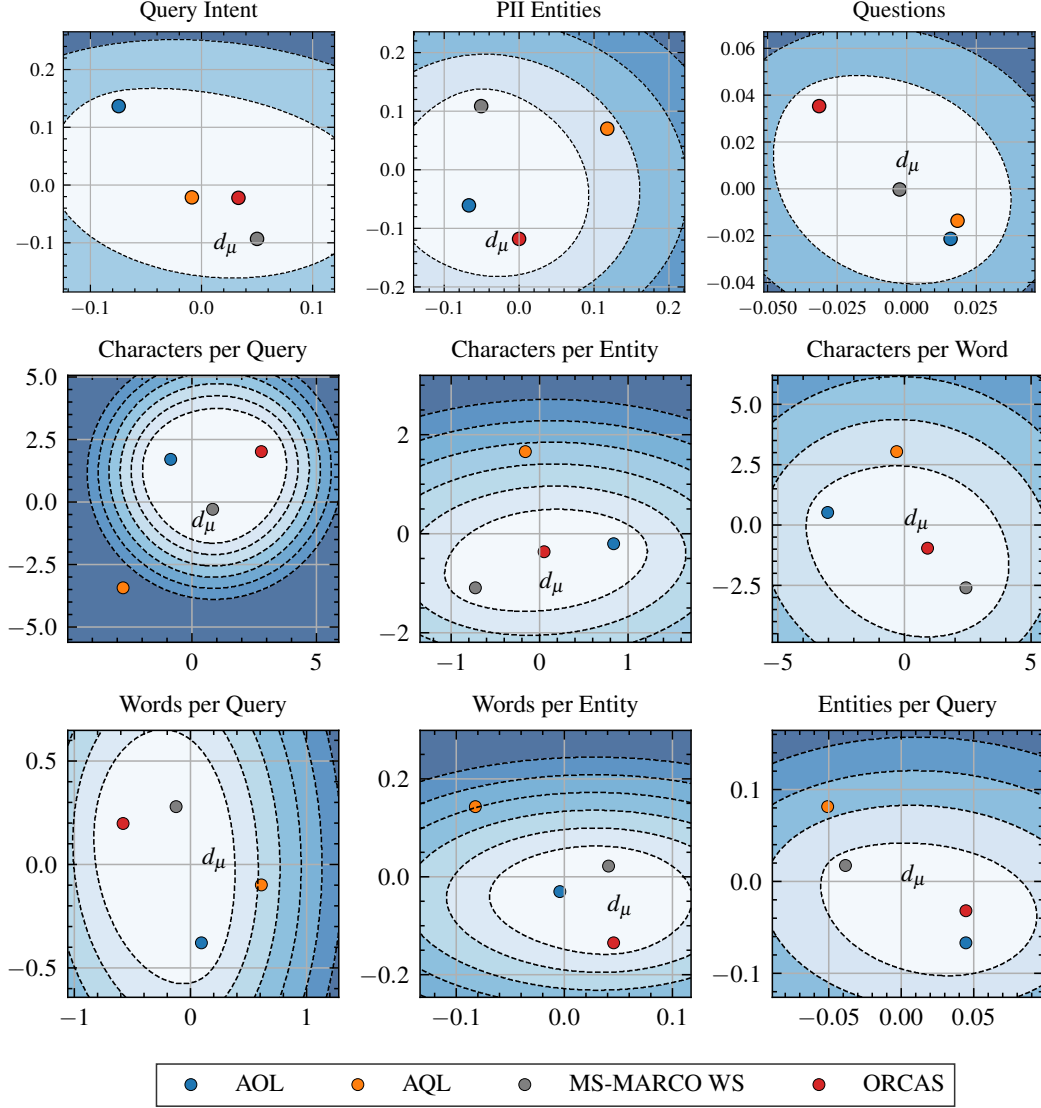 Query Intent
PII Entities
Questions
0.2
0.1
0.0
−0.1
d_μ
−0.1
0.0
0.1
0.2
0.1
0.0
−0.1
−0.2
d_μ
−0.1
0.0
0.1
0.2
0.06
0.04
0.02
0.00
−0.02
−0.04
d_μ
−0.050
−0.025
0.000
0.025
Characters per Query
Characters per Entity
Characters per Word
5.0
2.5
0.0
−2.5
−5.0
d_μ
0
5
2
0
−2
d_μ
−1
0
1
5.0
2.5
0.0
−2.5
d_μ
−5
0
5
Words per Query
Words per Entity
Entities per Query
0.5
0.0
−0.5
d_μ
−1
0
1
0.2
0.0
−0.2
d_μ
−0.1
0.0
0.1
0.1
0.0
−0.1
d_μ
−0.05
0.00
0.05
AOL
AQL
MS-MARCO WS
ORCAS